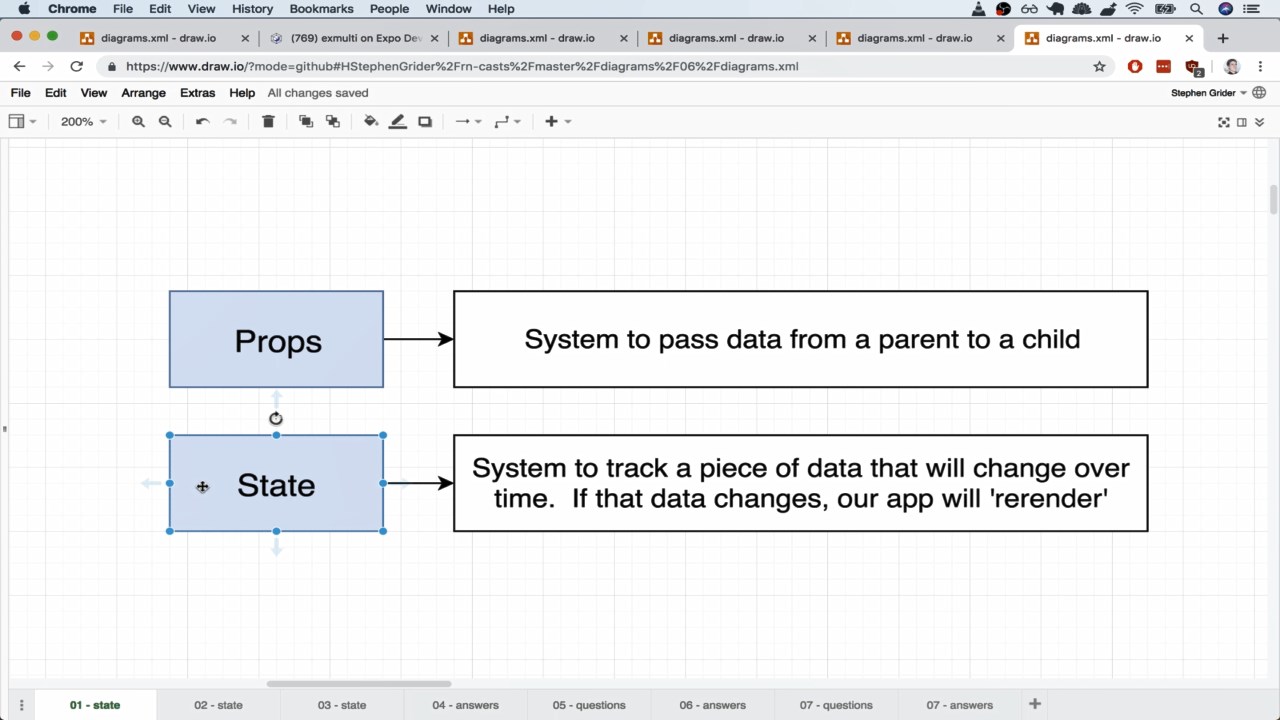 Chrome File Edit View History Bookmarks People Window Help
diagrams.xml - draw.io
(769) exmulti on Expo Dev
diagrams.xml - draw.io
diagrams.xml - draw.io
diagrams.xml - draw.io
diagrams.xml - draw.io
https://www.draw.io/?mode=github#HStephenGrider%2Frn-casts%2Fmaster%2Fdiagrams%2F06%2Fdiagrams.xml
2
File Edit View Arrange Extras Help All changes saved
Stephen Grider
200%
Props
System to pass data from a parent to a child
State
System to track a piece of data that will change over
time. If that data changes, our app will 'rerender'
01 - state
02 - state
03 - state
04 - answers
05 - questions
06 - answers
07 - questions
07 - answers